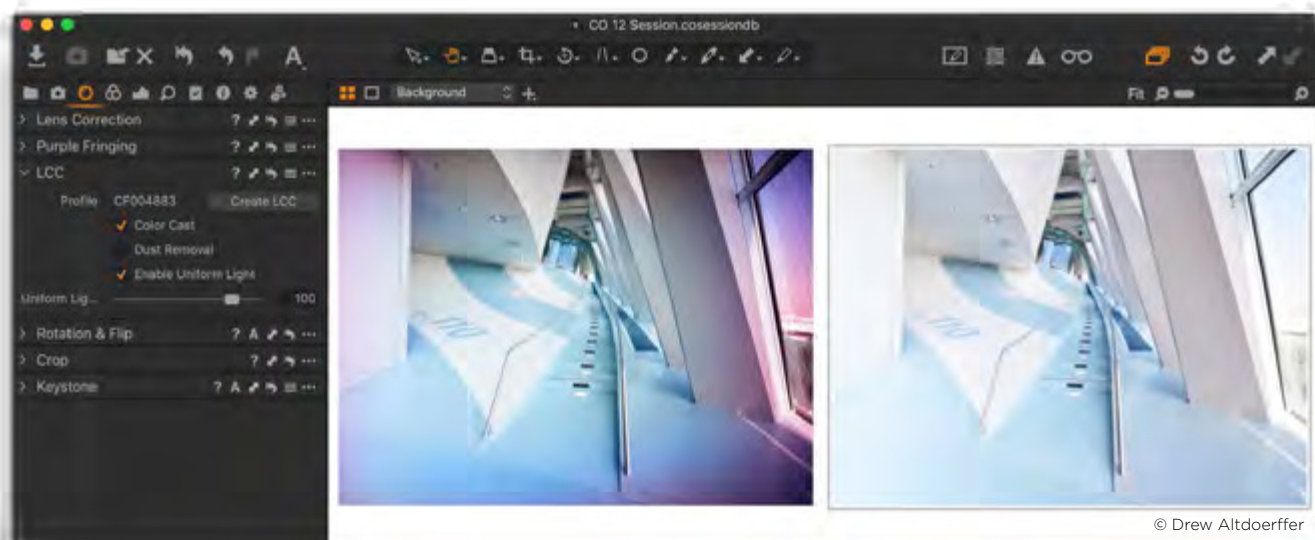 CO 12 Session.cosessiondb
A
Background
Fit
Lens Correction ?
Purple Fringing ?
LCC ?
Profile CF004883 Create LCC
Color Cast
Dust Removal
Enable Uniform Light
Uniform Lig... 100
Rotation & Flip ? A
Crop ?
Keystone ? A
© Drew Altdoerffer